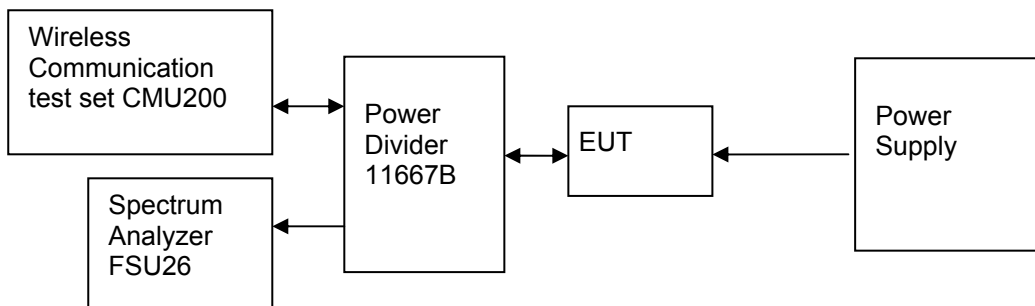 Wireless
Communication
test set CMU200
Spectrum
Analyzer
FSU26
Power
Divider
11667B
EUT
Power
Supply